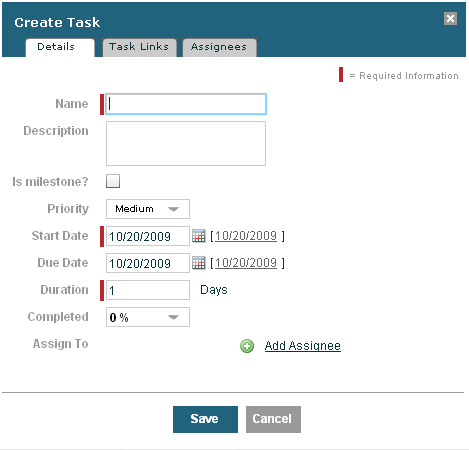 Create Task
Details Task Links Assignees
= Required Information
Name
Description
Is milestone?
Priority Medium
Start Date 10/20/2009 [10/20/2009 ]
Due Date 10/20/2009 [10/20/2009 ]
Duration 1 Days
Completed 0 %
Assign To Add Assignee
Save Cancel